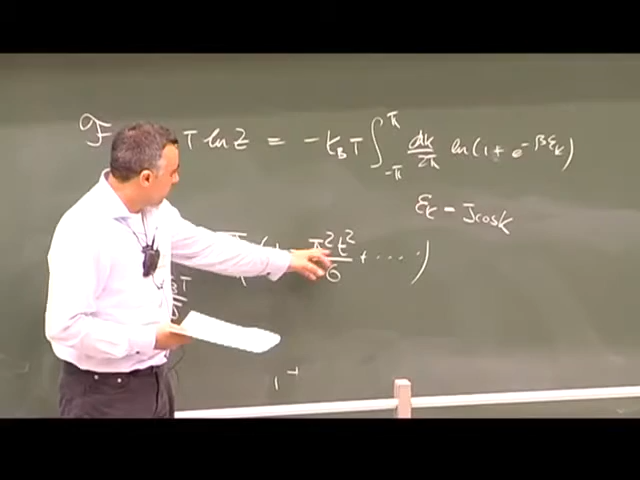 F T ln Z = - k_B T ∫_{-π}^{π} dk/2π ln(1 + e^{-βε_k})
ε_k = J cos k
π²t²/6 + ....)